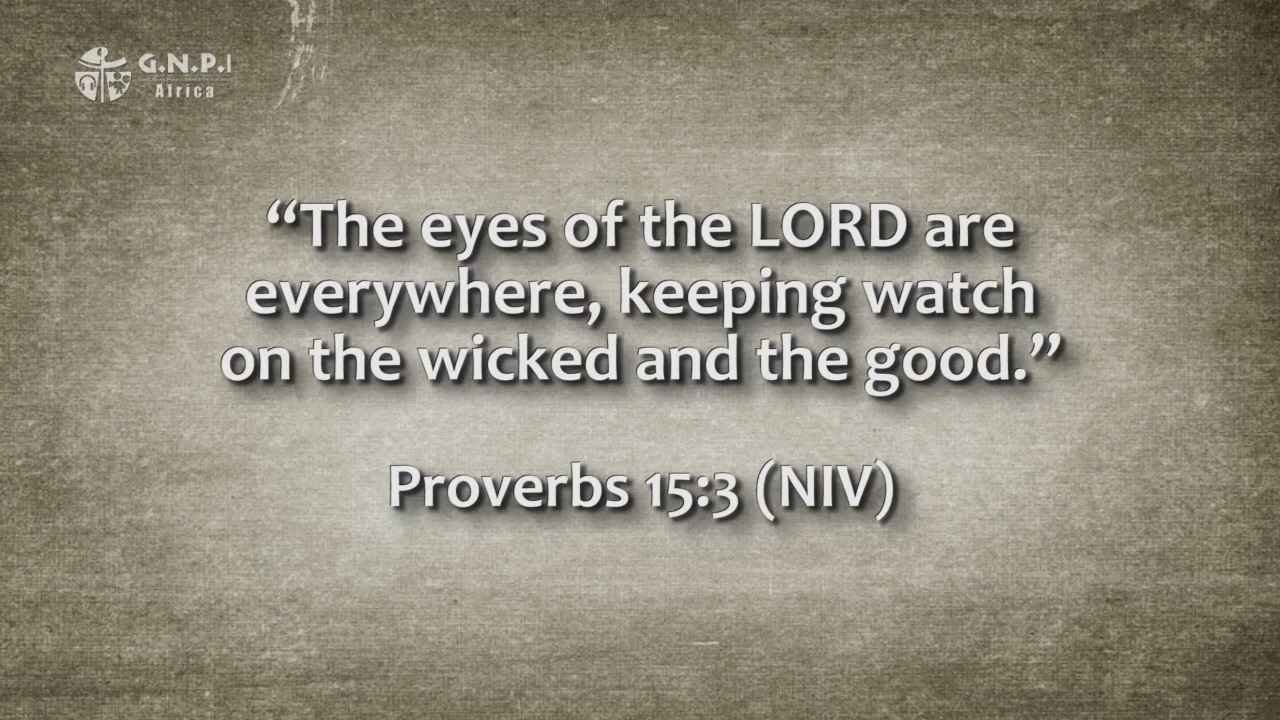 G.N.P.I
Africa
“The eyes of the LORD are
everywhere, keeping watch
on the wicked and the good.”
Proverbs 15:3 (NIV)